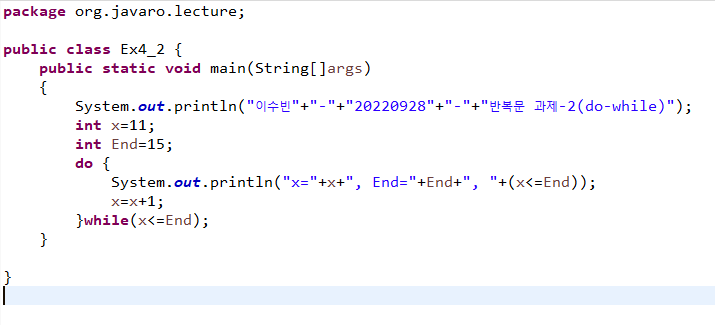 package org.javaro.lecture;
public class Ex4_2 {
public static void main(String[]args)
{
System.out.println("이수빈"+"-"+"20220928"+"-"+"반복문 과제-2(do-while)");
int x=11;
int End=15;
do {
System.out.println("x="+x+", End="+End+", "+(x<=End));
x=x+1;
}while(x<=End);
}
}